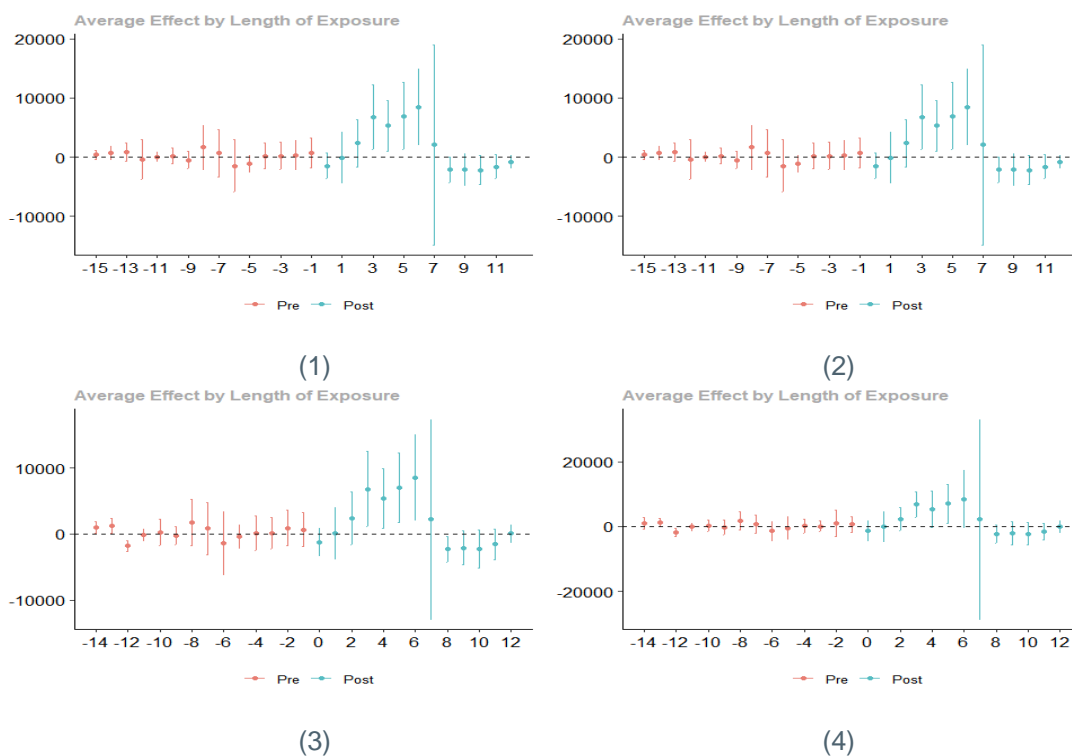 Average Effect by Length of Exposure
20000
10000
0
-10000
-15 -13 -11 -9 -7 -5 -3 -1 1 3 5 7 9 11
Pre Post
(1)
Average Effect by Length of Exposure
20000
10000
0
-10000
-15 -13 -11 -9 -7 -5 -3 -1 1 3 5 7 9 11
Pre Post
(2)
Average Effect by Length of Exposure
10000
0
-10000
-14 -12 -10 -8 -6 -4 -2 0 2 4 6 8 10 12
Pre Post
(3)
Average Effect by Length of Exposure
20000
0
-20000
-14 -12 -10 -8 -6 -4 -2 0 2 4 6 8 10 12
Pre Post
(4)